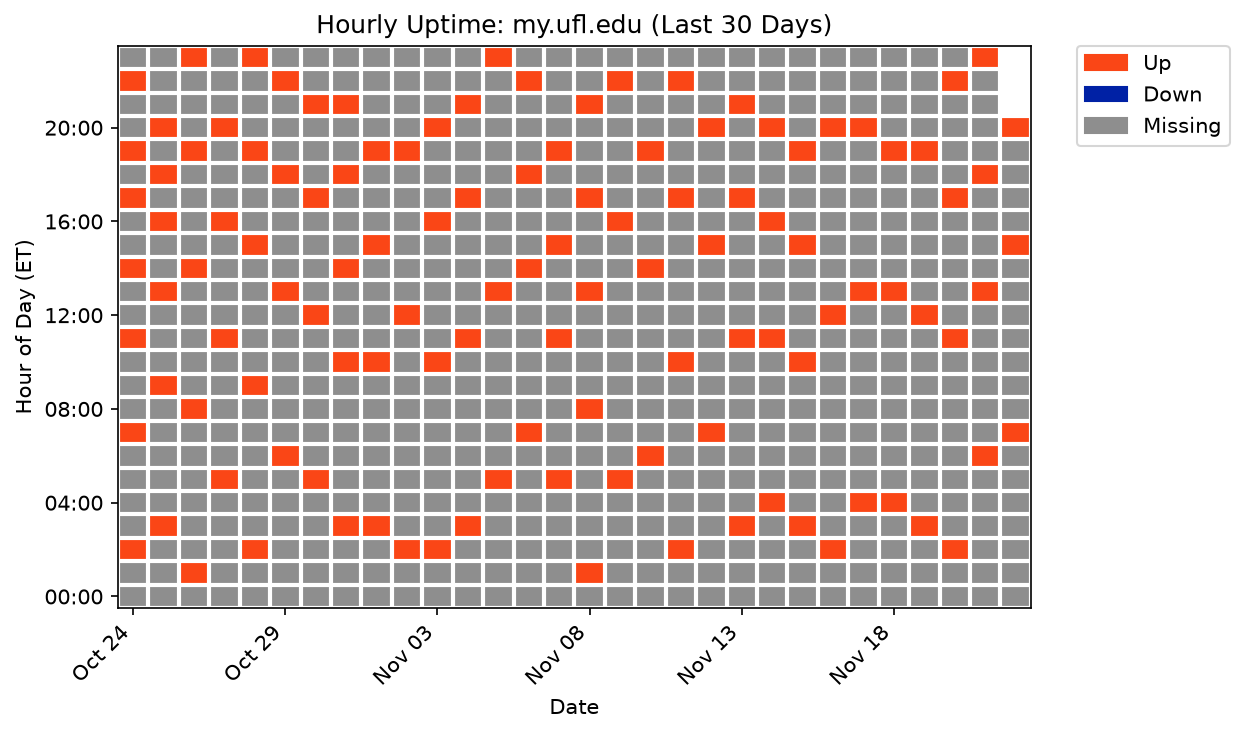 Hourly Uptime: my.ufl.edu (Last 30 Days)
Up
Down
Missing
20:00
16:00
12:00
08:00
04:00
00:00
Hour of Day (ET)
Oct 24
Oct 29
Nov 03
Nov 08
Nov 13
Nov 18
Date